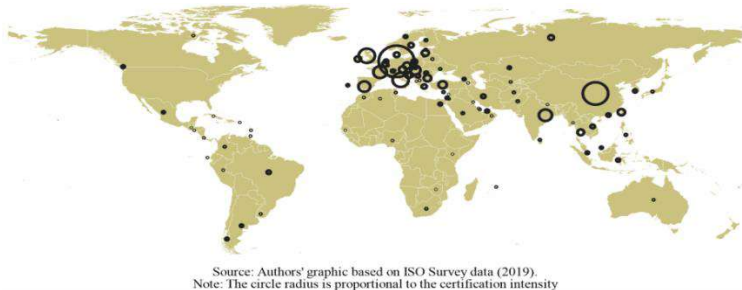 Source: Authors' graphic based on ISO Survey data (2019).
Note: The circle radius is proportional to the certification intensity